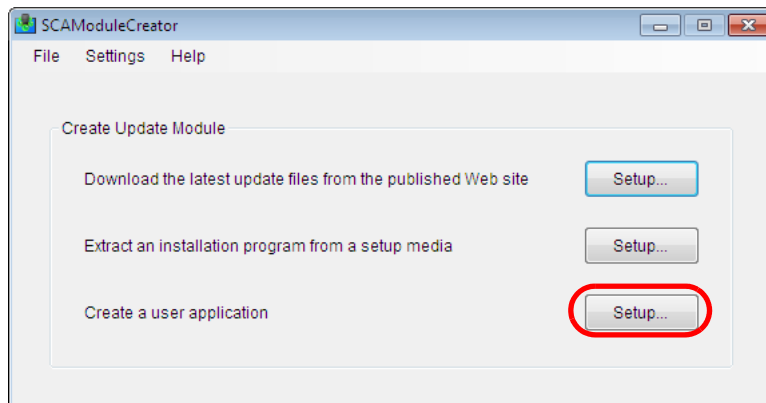 SCAModuleCreator
File Settings Help
Create Update Module
Download the latest update files from the published Web site Setup...
Extract an installation program from a setup media Setup...
Create a user application Setup...